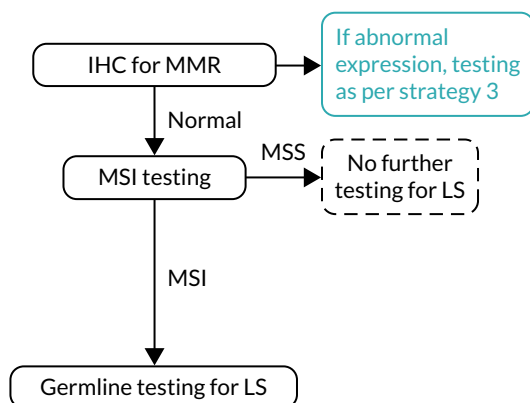 IHC for MMR
If abnormal
expression, testing
as per strategy 3
Normal
MSI testing
MSS
No further
testing for LS
MSI
Germline testing for LS